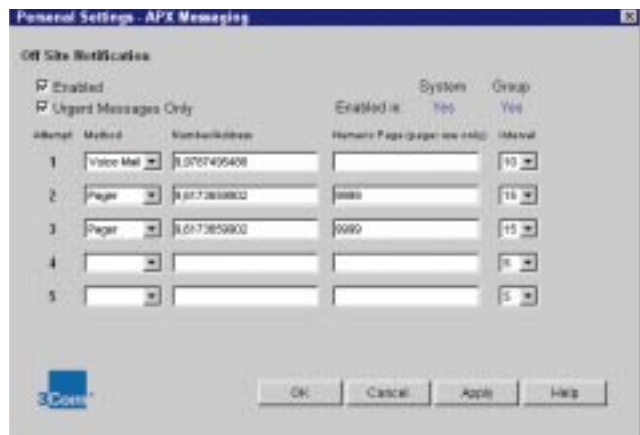 Personal Settings - APX Messaging
Off Site Notification
Enabled
System Group
Urgent Messages Only Enabled in: Yes Yes
Attempt Method Number/Address Numeric Page (pager use only) Interval
1 Voice Mail 10
2 Pager 9999 15
3 Pager 9999 15
4 5
5 5
3Com
OK Cancel Apply Help